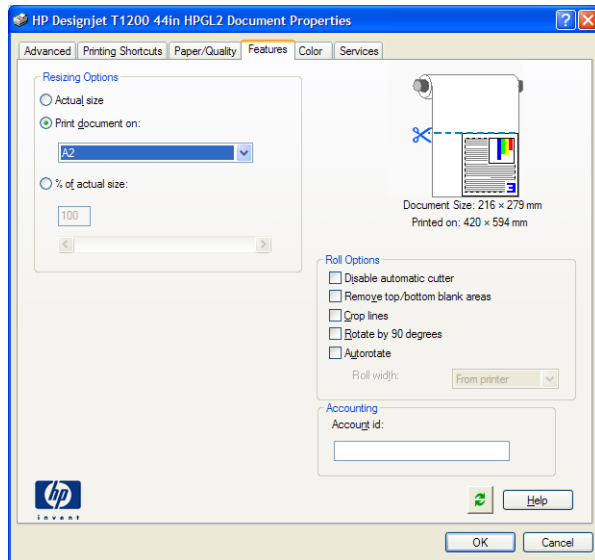 HP Designjet T1200 44in HPGL2 Document Properties
Advanced Printing Shortcuts Paper/Quality Features Color Services
Resizing Options
Actual size
Print document on:
A2
% of actual size:
100
3
Document Size: 216 × 279 mm
Printed on: 420 × 594 mm
Roll Options
Disable automatic cutter
Remove top/bottom blank areas
Crop lines
Rotate by 90 degrees
Autorotate
Roll width: From printer
Accounting
Account id:
hp
invent
Help
OK Cancel